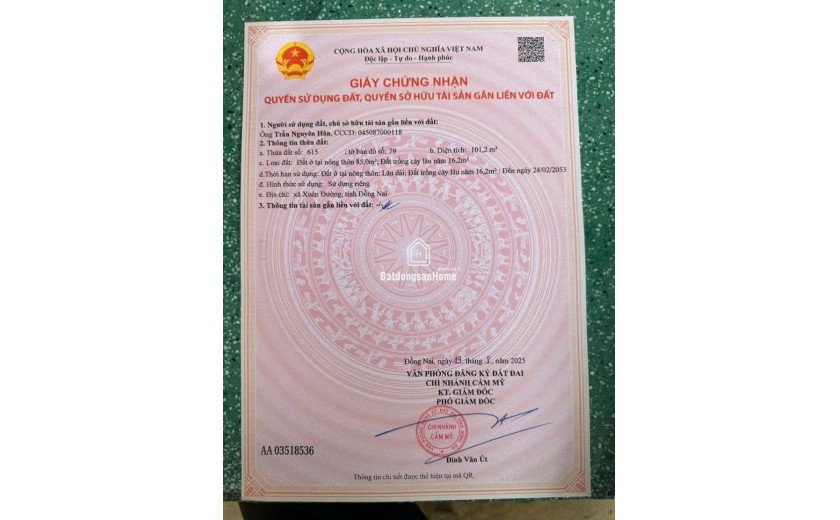 CỘNG HÒA XÃ HỘI CHỦ NGHĨA VIỆT NAM
Độc lập - Tự do - Hạnh phúc
GIẤY CHỨNG NHẬN
QUYỀN SỬ DỤNG ĐẤT, QUYỀN SỞ HỮU TÀI SẢN GẮN LIỀN VỚI ĐẤT
1. Người sử dụng đất, chủ sở hữu tài sản gắn liền với đất:
Ông Trần Nguyên Hãn, CCCD: 045087000118
2. Thông tin thửa đất:
a. Thửa đất số: 615 ; tờ bản đồ số: 79 b. Diện tích: 101,2 m²
c. Loại đất: Đất ở tại nông thôn 85,0m²; Đất trồng cây lâu năm 16,2m²
d.Thời hạn sử dụng: Đất ở tại nông thôn: Lâu dài; Đất trồng cây lâu năm 16,2m² : Đến ngày 24/02/2053
đ. Hình thức sử dụng: Sử dụng riêng
e. Địa chỉ: xã Xuân Đường, tỉnh Đồng Nai
3. Thông tin tài sản gắn liền với đất:
BatdongsanHome
Đồng Nai, ngày tháng năm 2025
VĂN PHÒNG ĐĂNG KÝ ĐẤT ĐAI
CHI NHÁNH CẨM MỸ
KT. GIÁM ĐỐC
PHÓ GIÁM ĐỐC
CHI NHÁNH
CẨM MỸ
AA 03518536
Đinh Văn Út
Thông tin chi tiết được thể hiện tại mã QR.